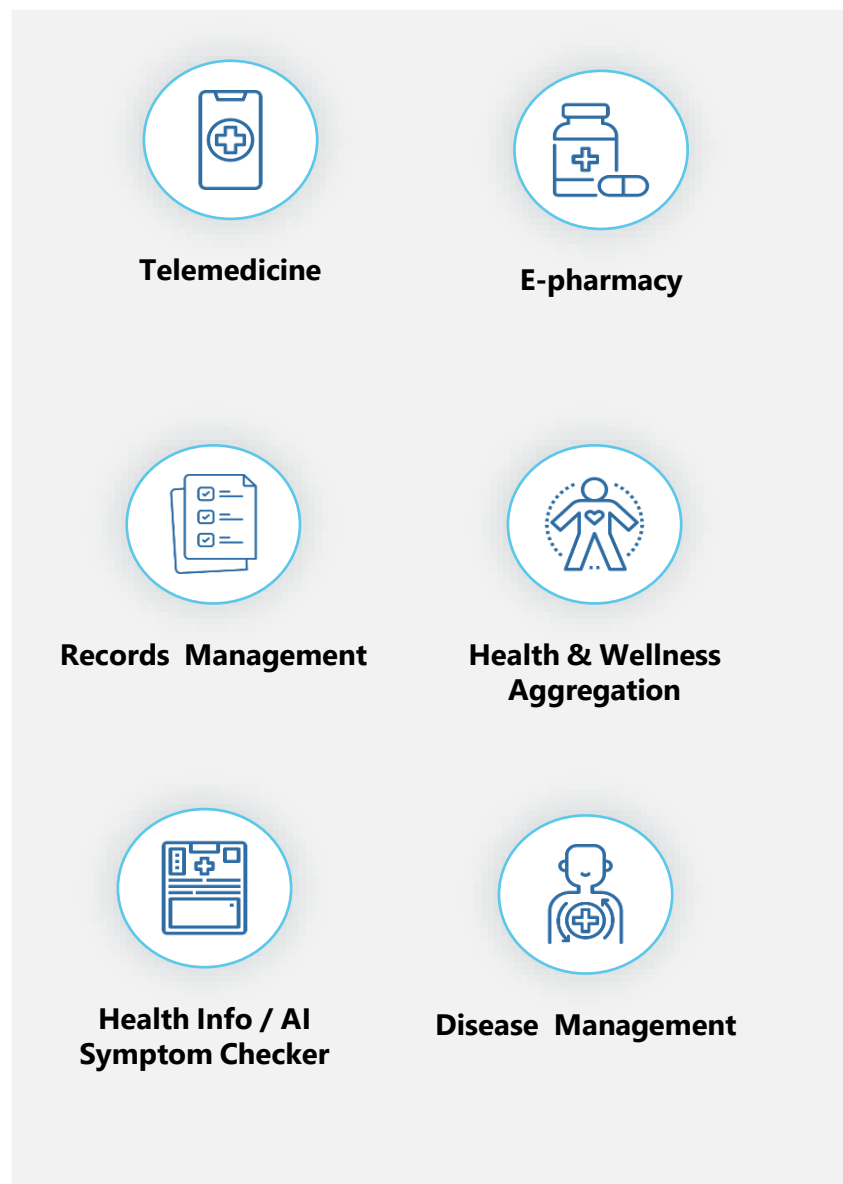 Telemedicine
E-pharmacy
Records Management
Health & Wellness
Aggregation
Health Info / AI
Symptom Checker
Disease Management